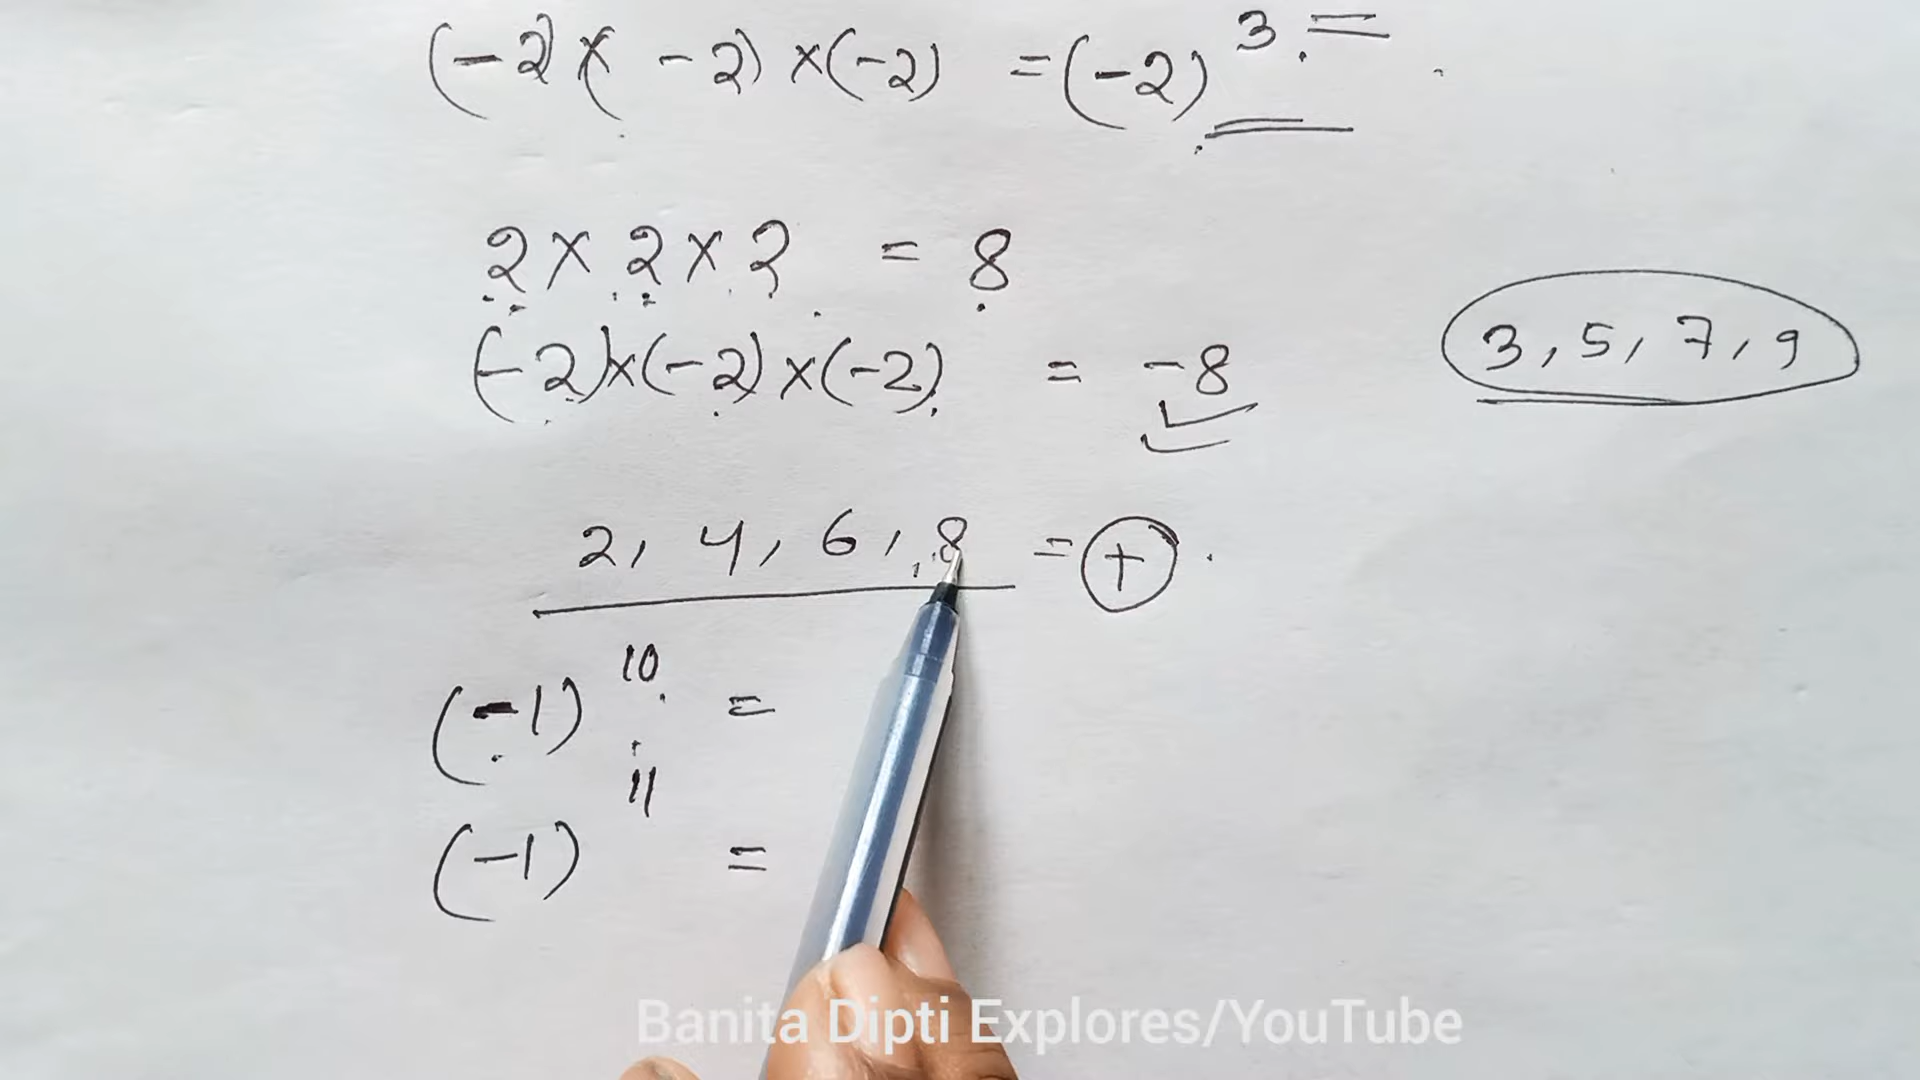 (-2)×(-2)×(-2) = (-2)³
2×2×2 = 8
(-2)×(-2)×(-2) = -8
3, 5, 7, 9
2, 4, 6, 8 = +
(-1)¹⁰ =
(-1)¹¹ =
Banita Dipti Explores/YouTube